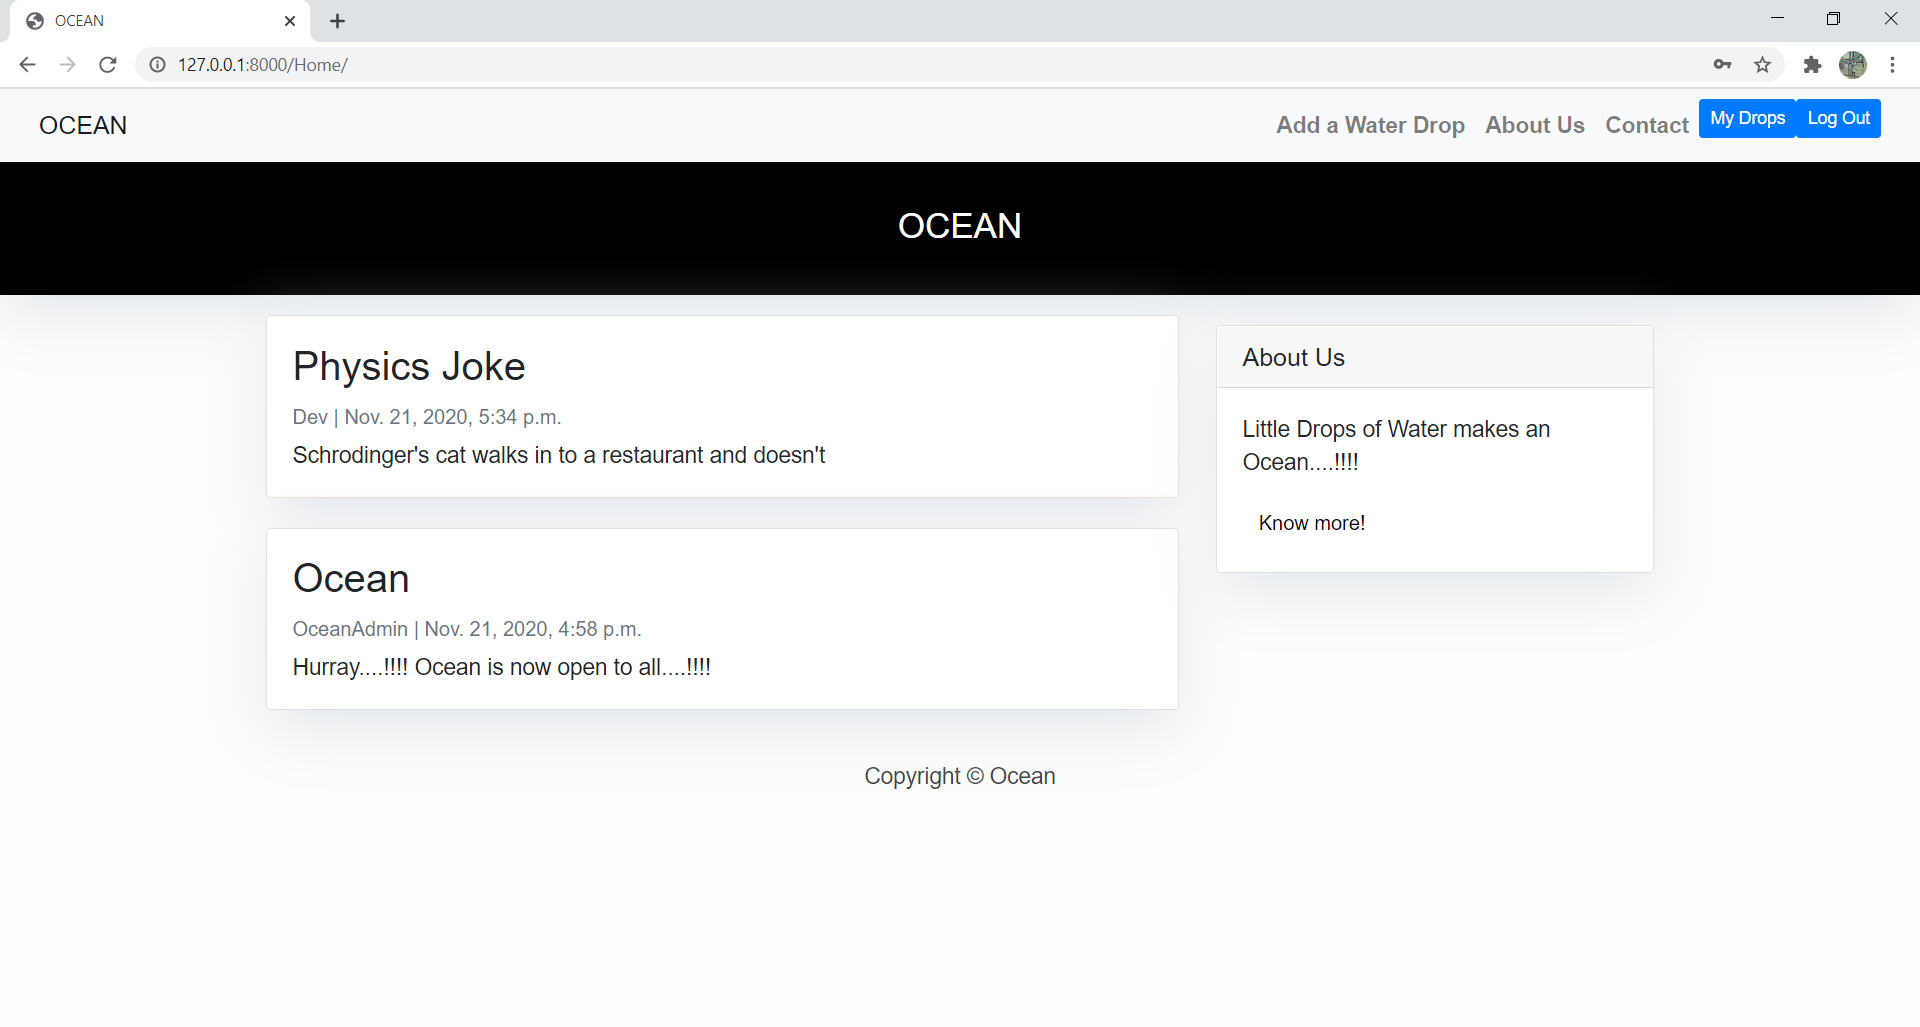 OCEAN
127.0.0.1:8000/Home/
OCEAN
Add a Water Drop About Us Contact My Drops Log Out
OCEAN
Physics Joke
Dev | Nov. 21, 2020, 5:34 p.m.
Schrodinger's cat walks in to a restaurant and doesn't
Ocean
OceanAdmin | Nov. 21, 2020, 4:58 p.m.
Hurray....!!!! Ocean is now open to all....!!!!
About Us
Little Drops of Water makes an
Ocean....!!!!
Know more!
Copyright © Ocean